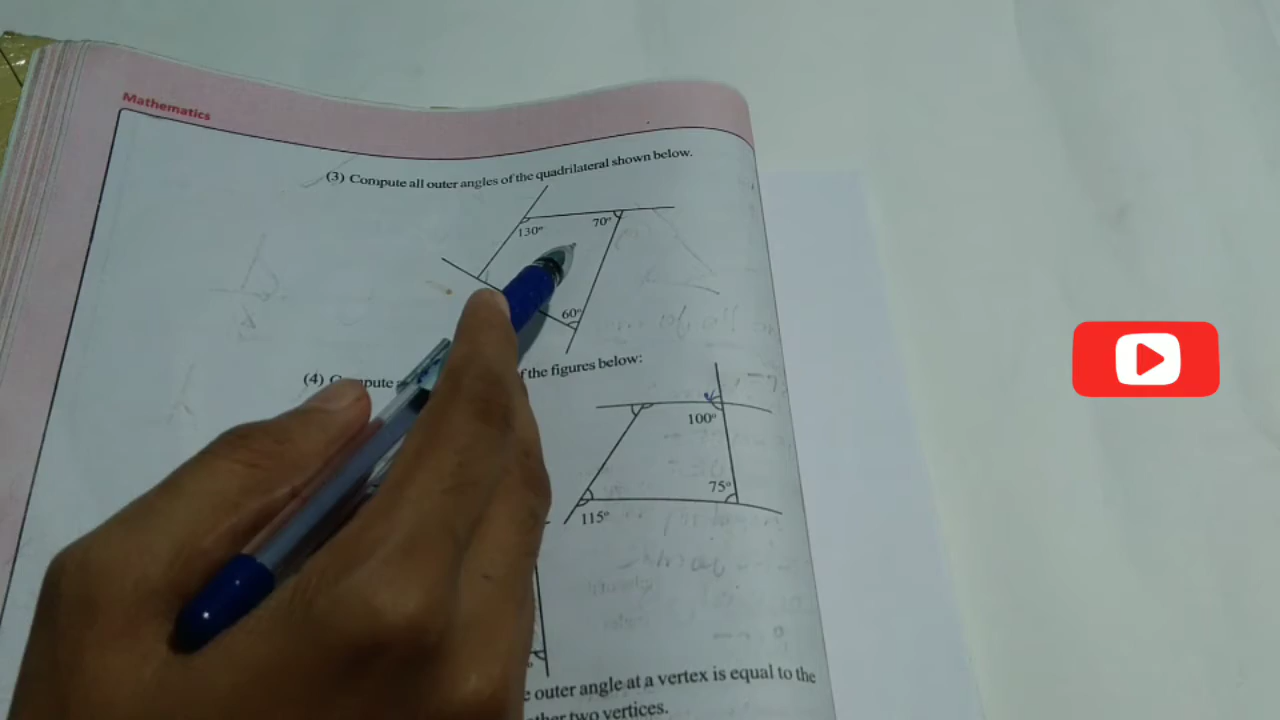 Mathematics
(3) Compute all outer angles of the quadrilateral shown below.
130°
70°
60°
(4) Compute
the figures below:
100°
75°
115°
outer angle at a vertex is equal to the
two vertices.